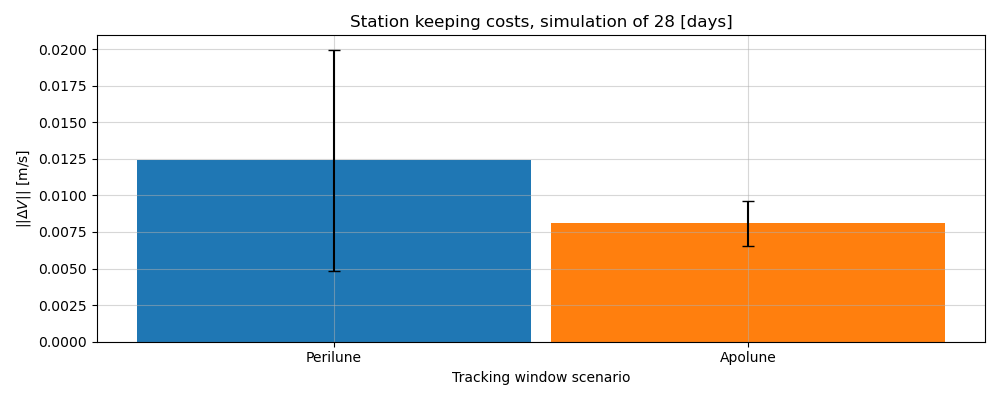 Station keeping costs, simulation of 28 [days]
||ΔV|| [m/s]
0.0200
0.0175
0.0150
0.0125
0.0100
0.0075
0.0050
0.0025
0.0000
Perilune Apolune
Tracking window scenario